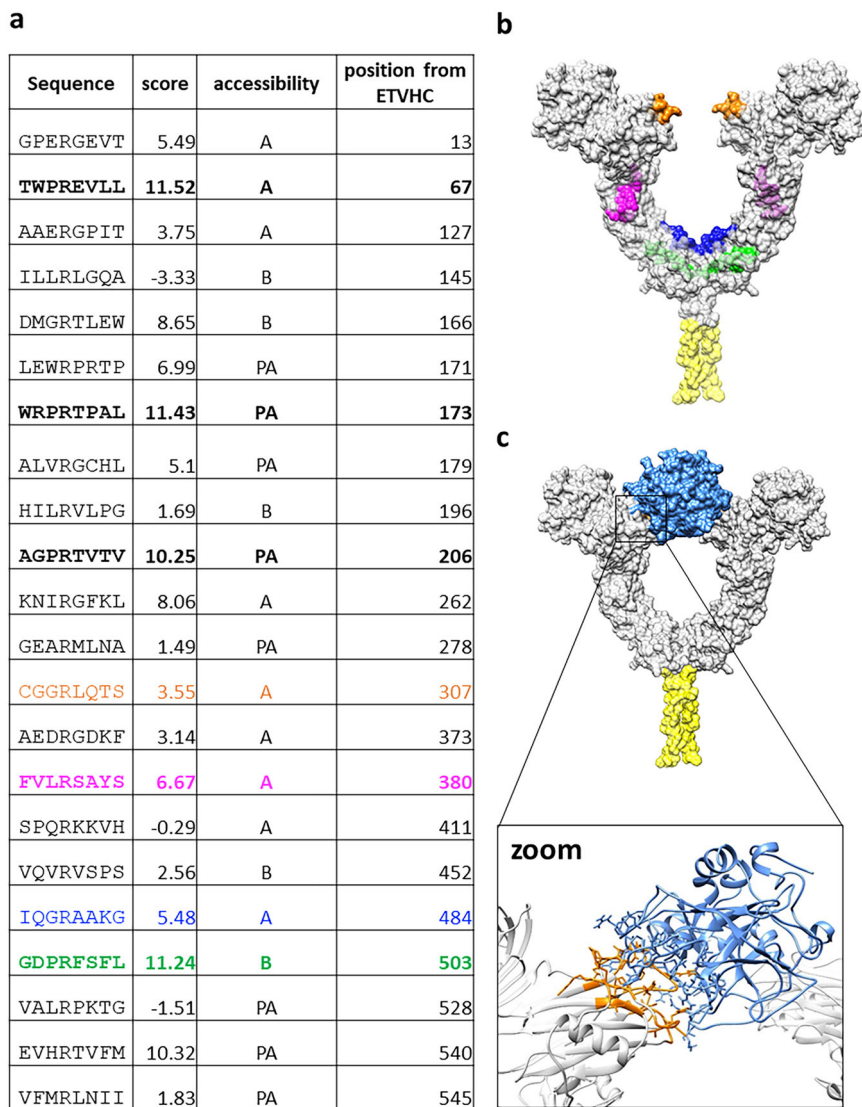 a
Sequence score accessibility position from ETVHC
GPERGEVT 5.49 A 13
TWPREVLL 11.52 A 67
AAERGPIT 3.75 A 127
ILLRLGQA -3.33 B 145
DMGRTLEW 8.65 B 166
LEWRPRTP 6.99 PA 171
WRPRTPAL 11.43 PA 173
ALVRGCHL 5.1 PA 179
HILRVLPG 1.69 B 196
AGPRTVTV 10.25 PA 206
KNIRGFKL 8.06 A 262
GEARMLNA 1.49 PA 278
CGGRLQTS 3.55 A 307
AEDRGDKF 3.14 A 373
FVLRSAYS 6.67 A 380
SPQRKKVH -0.29 A 411
VQVRVSPS 2.56 B 452
IQGRAAKG 5.48 A 484
GDPRFSFL 11.24 B 503
VALRPKTG -1.51 PA 528
EVHRTVFM 10.32 PA 540
VFMRLNII 1.83 PA 545
b
c
zoom